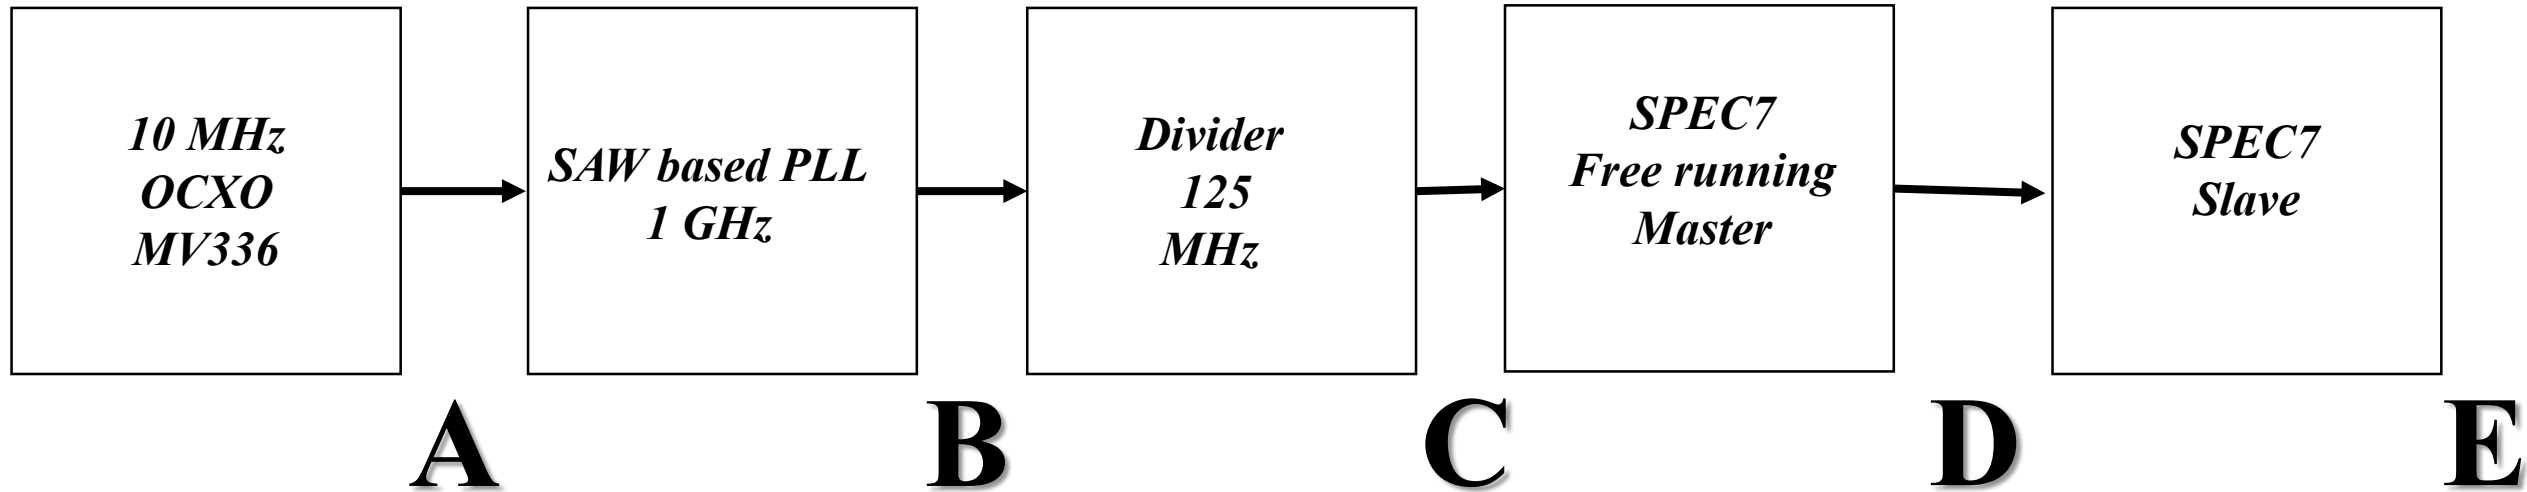 10 MHz
OCXO
MV336
SAW based PLL
1 GHz
Divider
125
MHz
SPEC7
Free running
Master
SPEC7
Slave
A
B
C
D
E